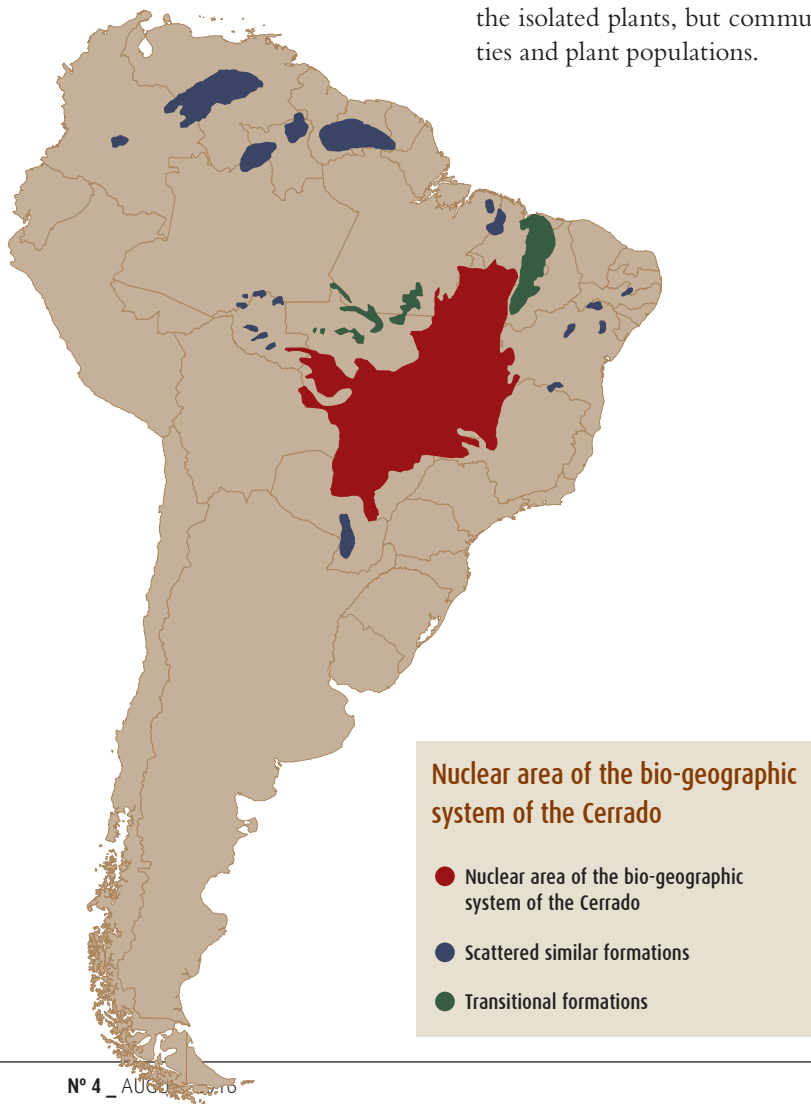 the isolated plants, but commu
ties and plant populations.
Nuclear area of the bio-geographic
system of the Cerrado
Nuclear area of the bio-geographic
system of the Cerrado
Scattered similar formations
Transitional formations
Nº 4 _